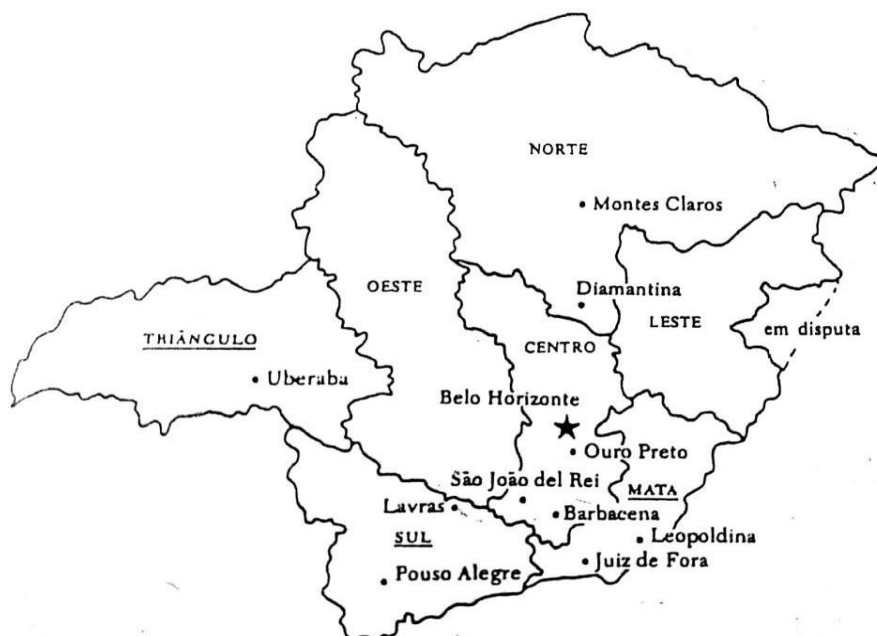 NORTE
Montes Claros
OESTE
Diamantina
LESTE
em disputa
THIÂNGULO
CENTRO
Uberaba
Belo Horizonte
Ouro Preto
São João del Rei
MATA
Lavras
Barbacena
SUL
Leopoldina
Juiz de Fora
Pouso Alegre